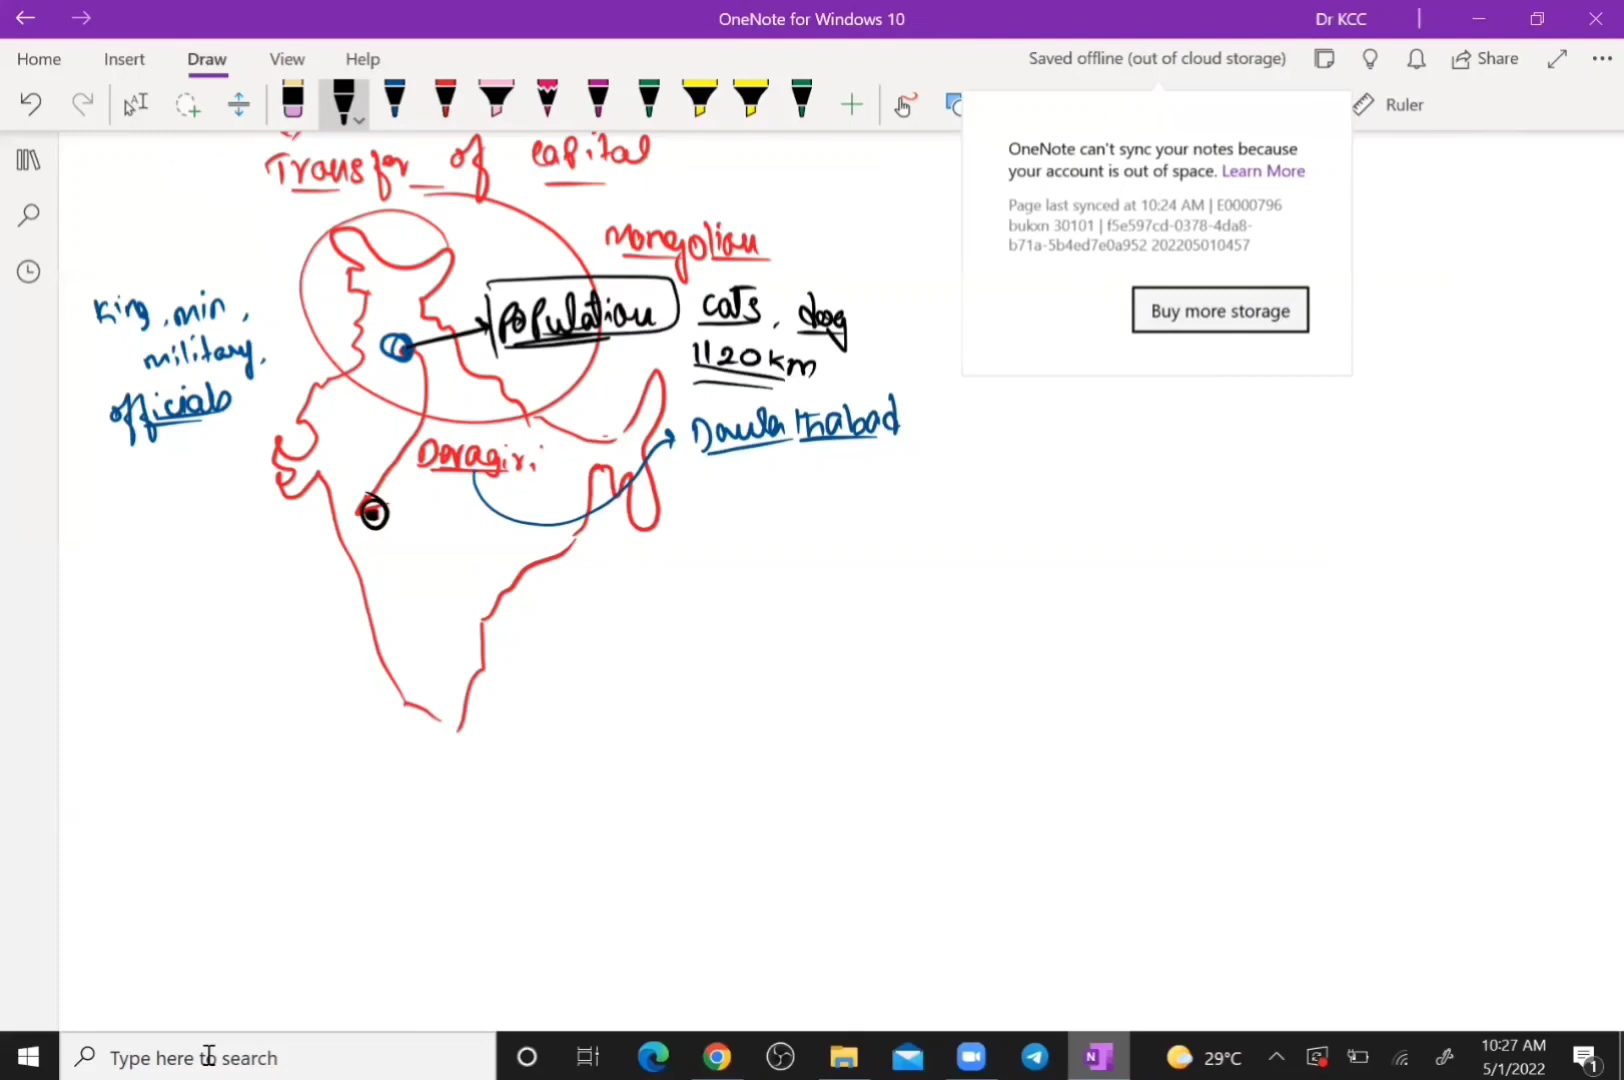 OneNote for Windows 10
Dr KCC
Home Insert Draw View Help
Saved offline (out of cloud storage)
Share
Ruler
OneNote can't sync your notes because
your account is out of space. Learn More
Page last synced at 10:24 AM | E0000796
bukxn 30101 | f5e597cd-0378-4da8-
b71a-5b4ed7e0a952 202205010457
Buy more storage
Transfer of capital
Mongolian
King, min,
military,
officials
Population
cats, dog
1120 km
Devagiri
Daulathabad
Type here to search
29°C
10:27 AM
5/1/2022
1